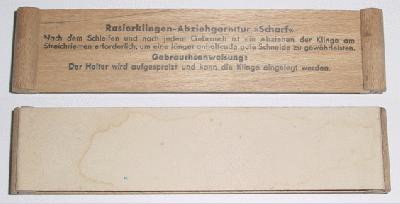 Rasierklingen-Abziehgarnitur »Scharf«
Nach dem Schleifen und nach jedem Gebrauch ist ein Abziehen der Klinge am
Streichriemen erforderlich, um eine länger anhaltende gute Schneide zu gewährleisten.
Gebrauchsanweisung:
Der Halter wird aufgespreizt und kann die Klinge eingelegt werden.